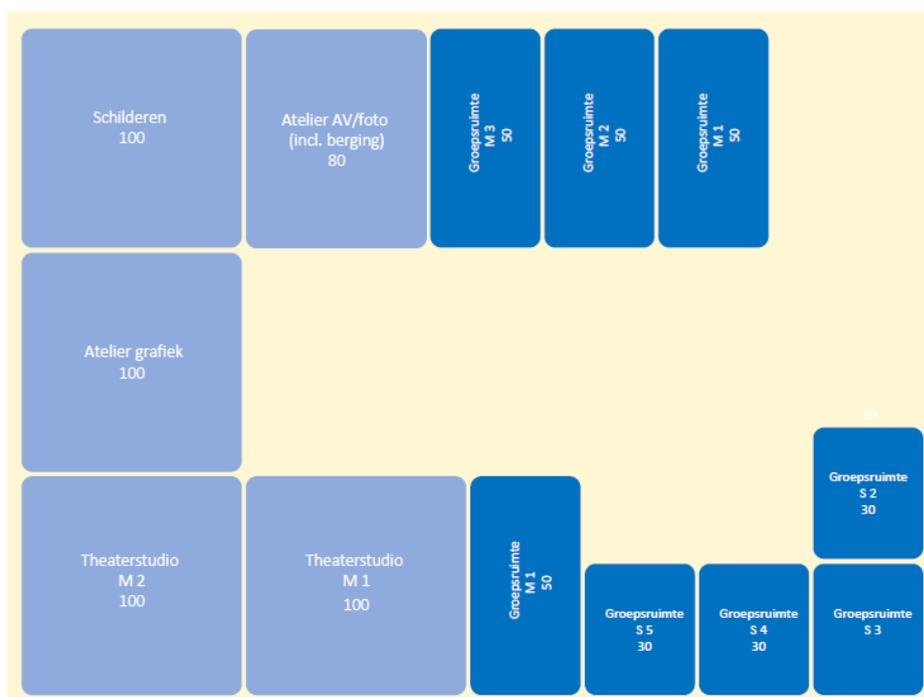 Schilderen
100
Atelier AV/foto
(incl. berging)
80
Groepsruimte
M 3
50
Groepsruimte
M 2
50
Groepsruimte
M 1
50
Atelier grafiek
100
30
Groepsruimte
S 2
30
Theaterstudio
M 2
100
Theaterstudio
M 1
100
Groepsruimte
M 1
50
Groepsruimte
S 5
30
Groepsruimte
S 4
30
Groepsruimte
S 3